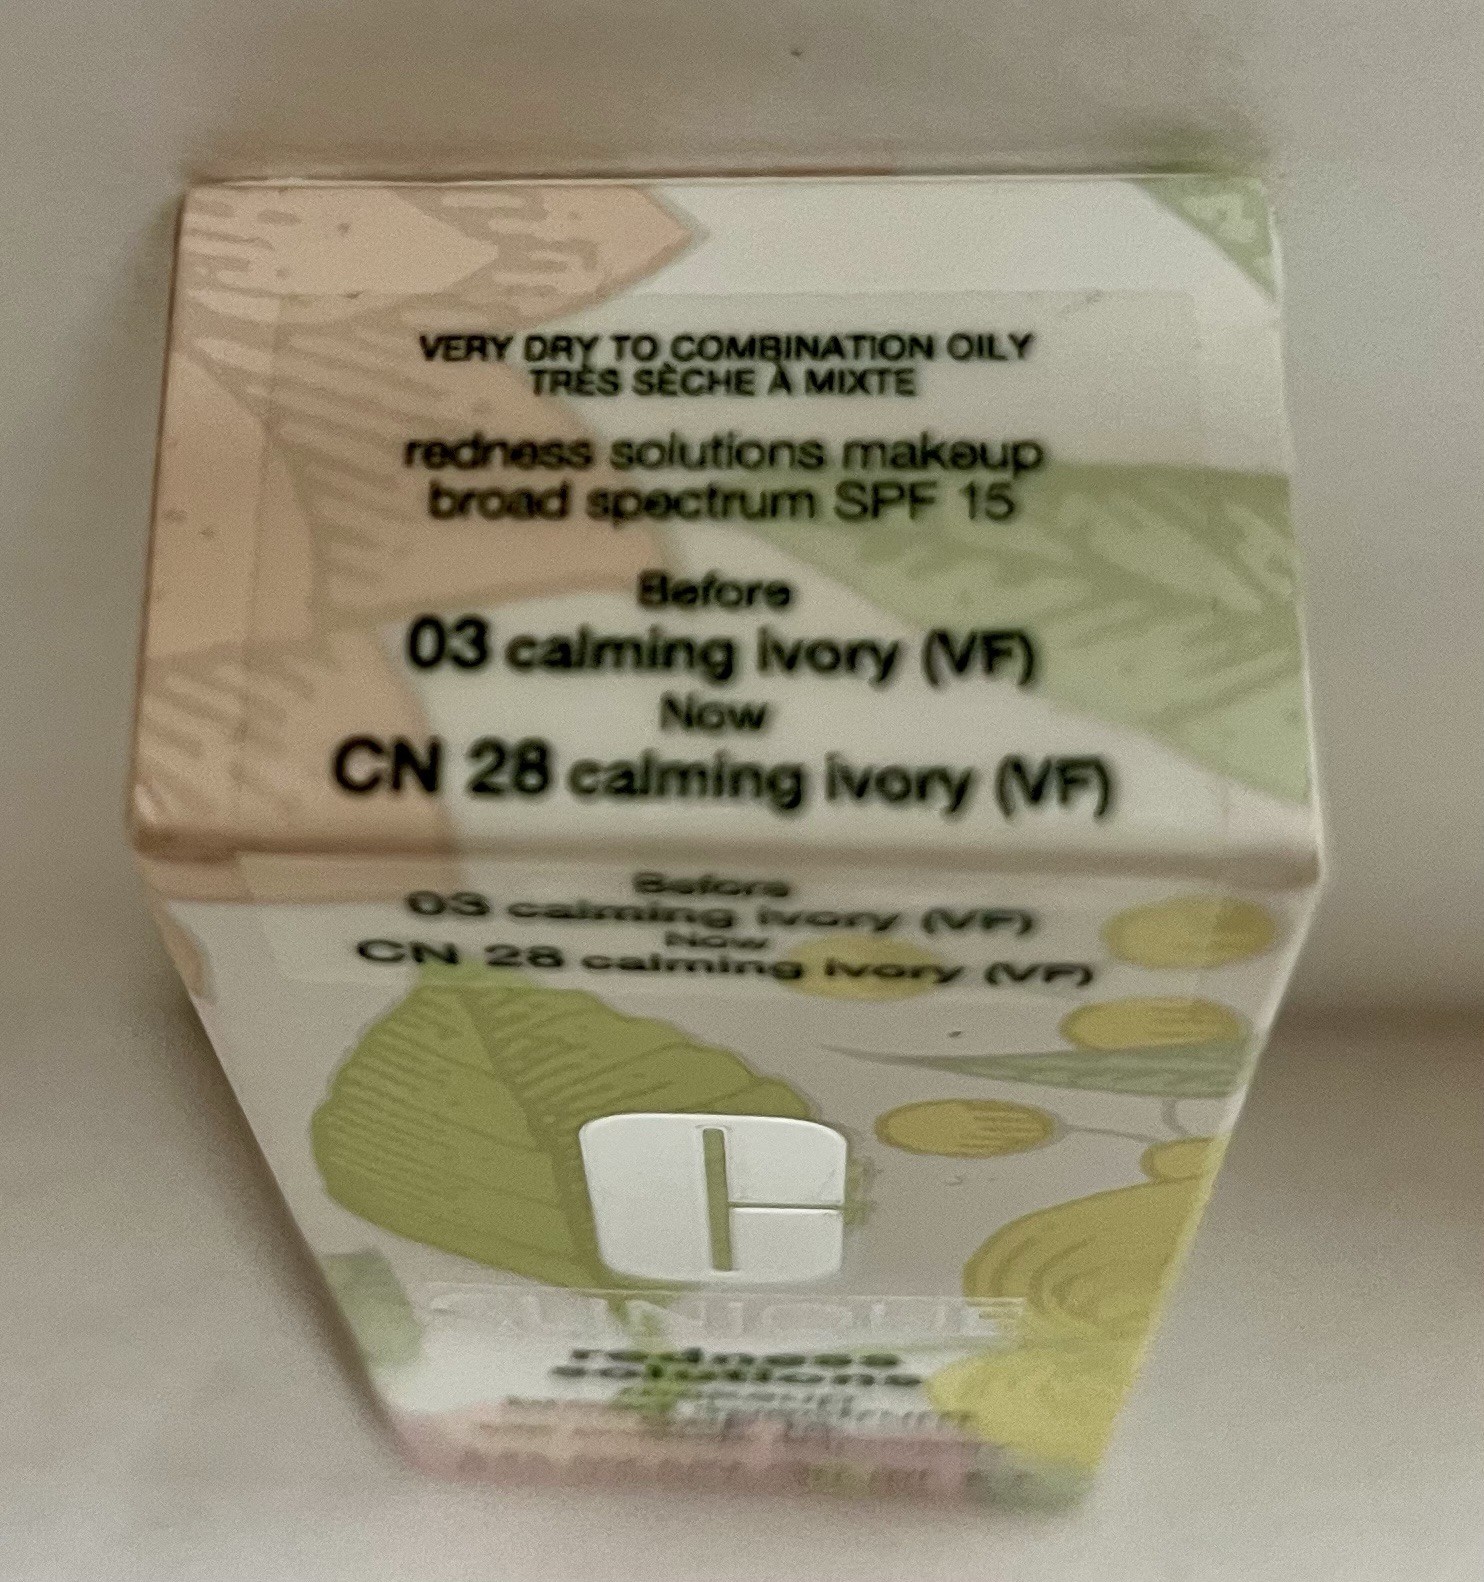 VERY DRY TO COMBINATION OILY
TRÈS SÈCHE À MIXTE
redness solutions makeup
broad spectrum SPF 15
Before
03 calming ivory (VF)
Now
CN 28 calming ivory (VF)
Before
03 calming ivory (VF)
Now
CN 28 calming ivory (VF)
CLINIQUE
redness
solutions